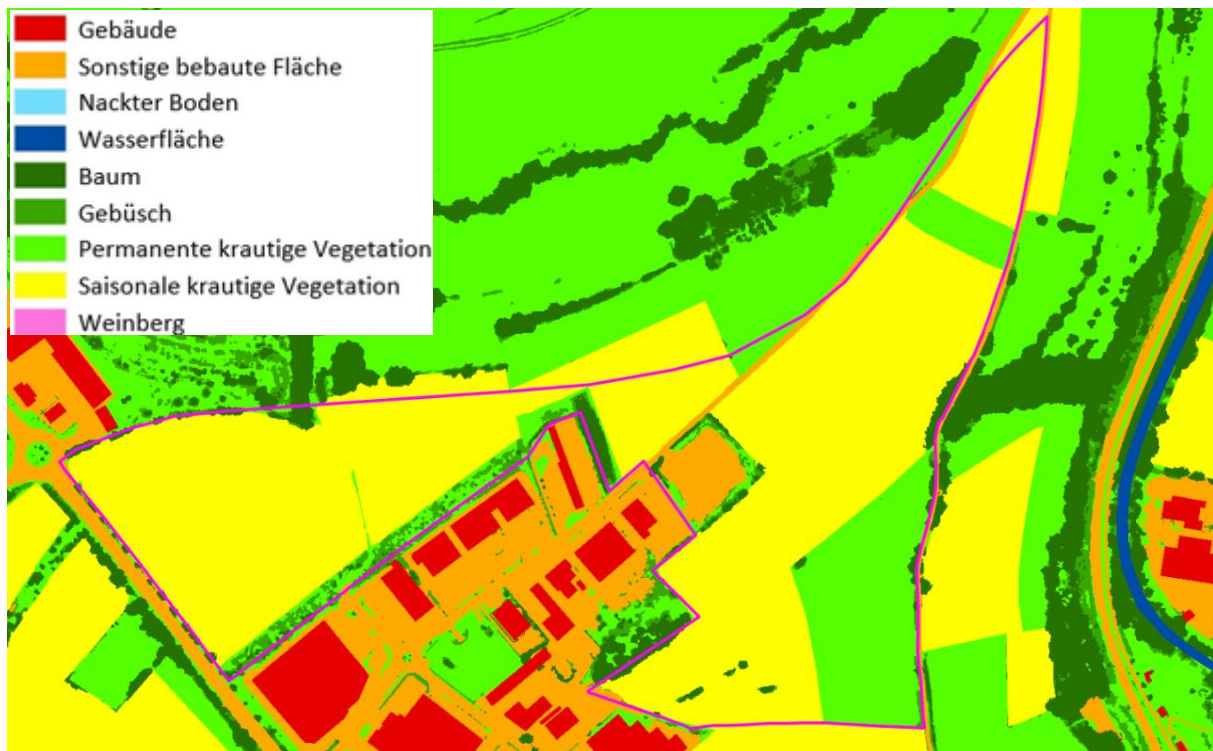 Gebäude
Sonstige bebaute Fläche
Nackter Boden
Wasserfläche
Baum
Gebüsch
Permanente krautige Vegetation
Saisonale krautige Vegetation
Weinberg